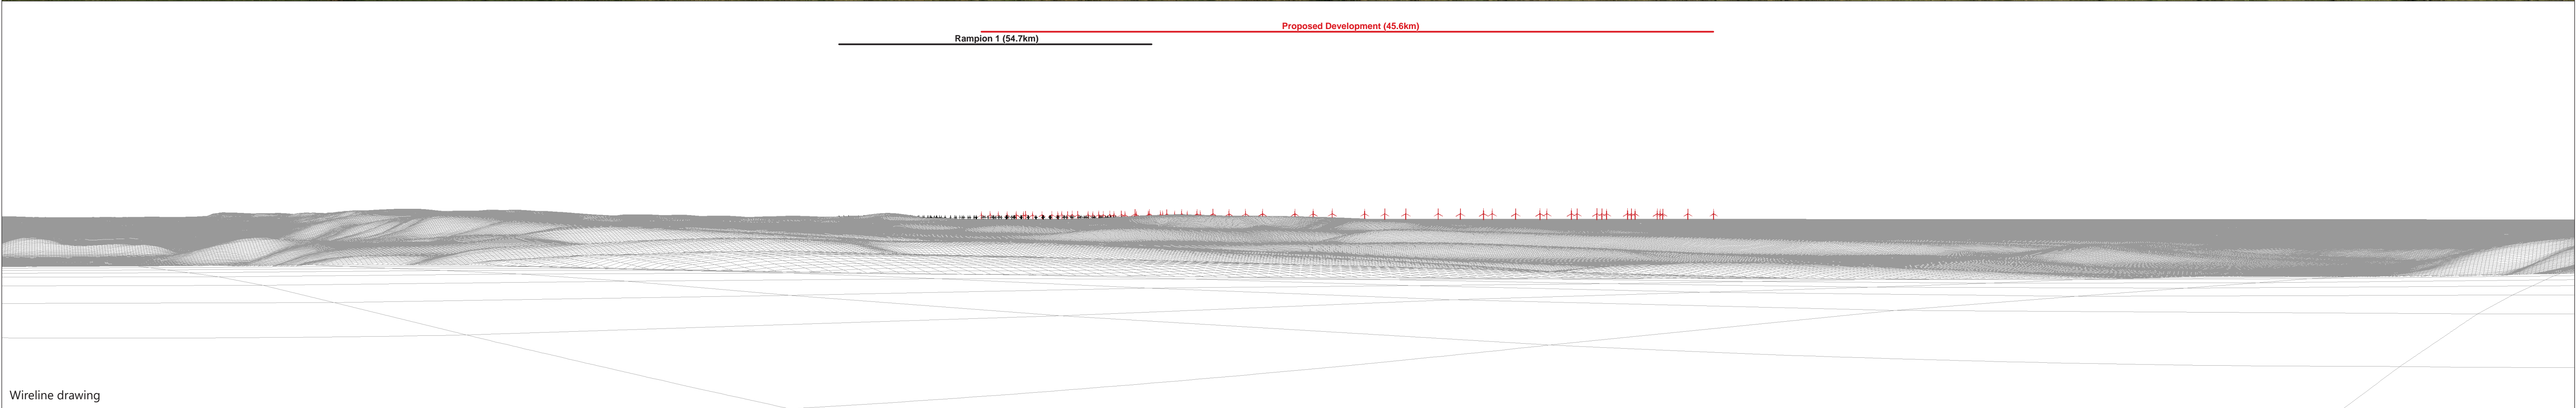 Proposed Development (45.6km)
Rampion 1 (54.7km)
Wireline drawing